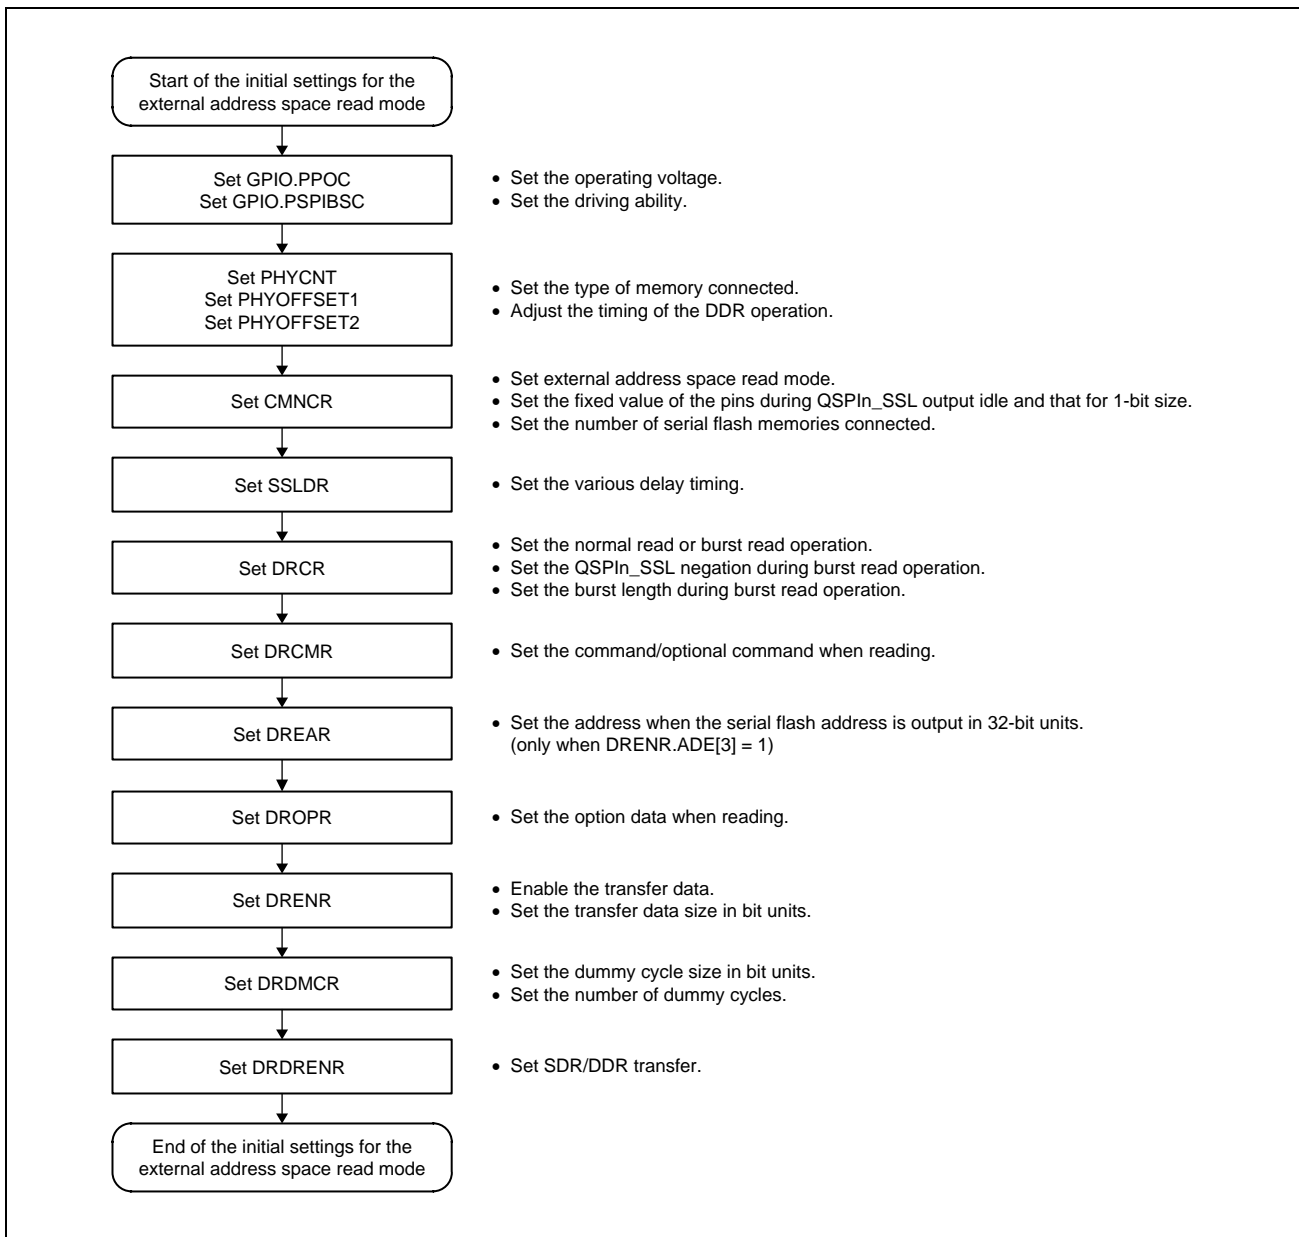 Start of the initial settings for the
external address space read mode
Set GPIO.PPOC
Set GPIO.PSPIBSC
• Set the operating voltage.
• Set the driving ability.
Set PHYCNT
Set PHYOFFSET1
Set PHYOFFSET2
• Set the type of memory connected.
• Adjust the timing of the DDR operation.
Set CMNCR
• Set external address space read mode.
• Set the fixed value of the pins during QSPIn_SSL output idle and that for 1-bit size.
• Set the number of serial flash memories connected.
Set SSLDR
• Set the various delay timing.
Set DRCR
• Set the normal read or burst read operation.
• Set the QSPIn_SSL negation during burst read operation.
• Set the burst length during burst read operation.
Set DRCMR
• Set the command/optional command when reading.
Set DREAR
• Set the address when the serial flash address is output in 32-bit units.
(only when DRENR.ADE[3] = 1)
Set DROPR
• Set the option data when reading.
Set DRENR
• Enable the transfer data.
• Set the transfer data size in bit units.
Set DRDMCR
• Set the dummy cycle size in bit units.
• Set the number of dummy cycles.
Set DRDRENR
• Set SDR/DDR transfer.
End of the initial settings for the
external address space read mode